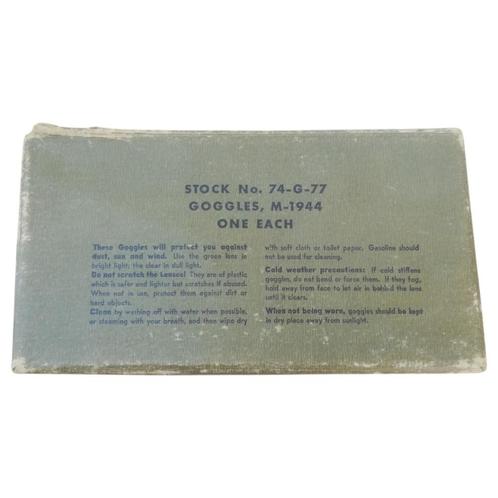 STOCK No. 74-G-77
GOGGLES, M-1944
ONE EACH
These Goggles will protect you against
dust, sun and wind. Use the green lens in
bright light; the clear in dull light.
Do not scratch the Lenses! They are of plastic
which is safer and lighter but scratches if abused.
When not in use, protect them against dirt or
hard objects.
Clean by washing off with water when possible,
or steaming with your breath, and then wipe dry
with soft cloth or toilet paper. Gasoline should
not be used for cleaning.
Cold weather precautions: If cold stiffens
goggles, do not bend or force them. If they fog,
hold away from face to let air in behind the lens
until it clears.
When not being worn, goggles should be kept
in dry place away from sunlight.